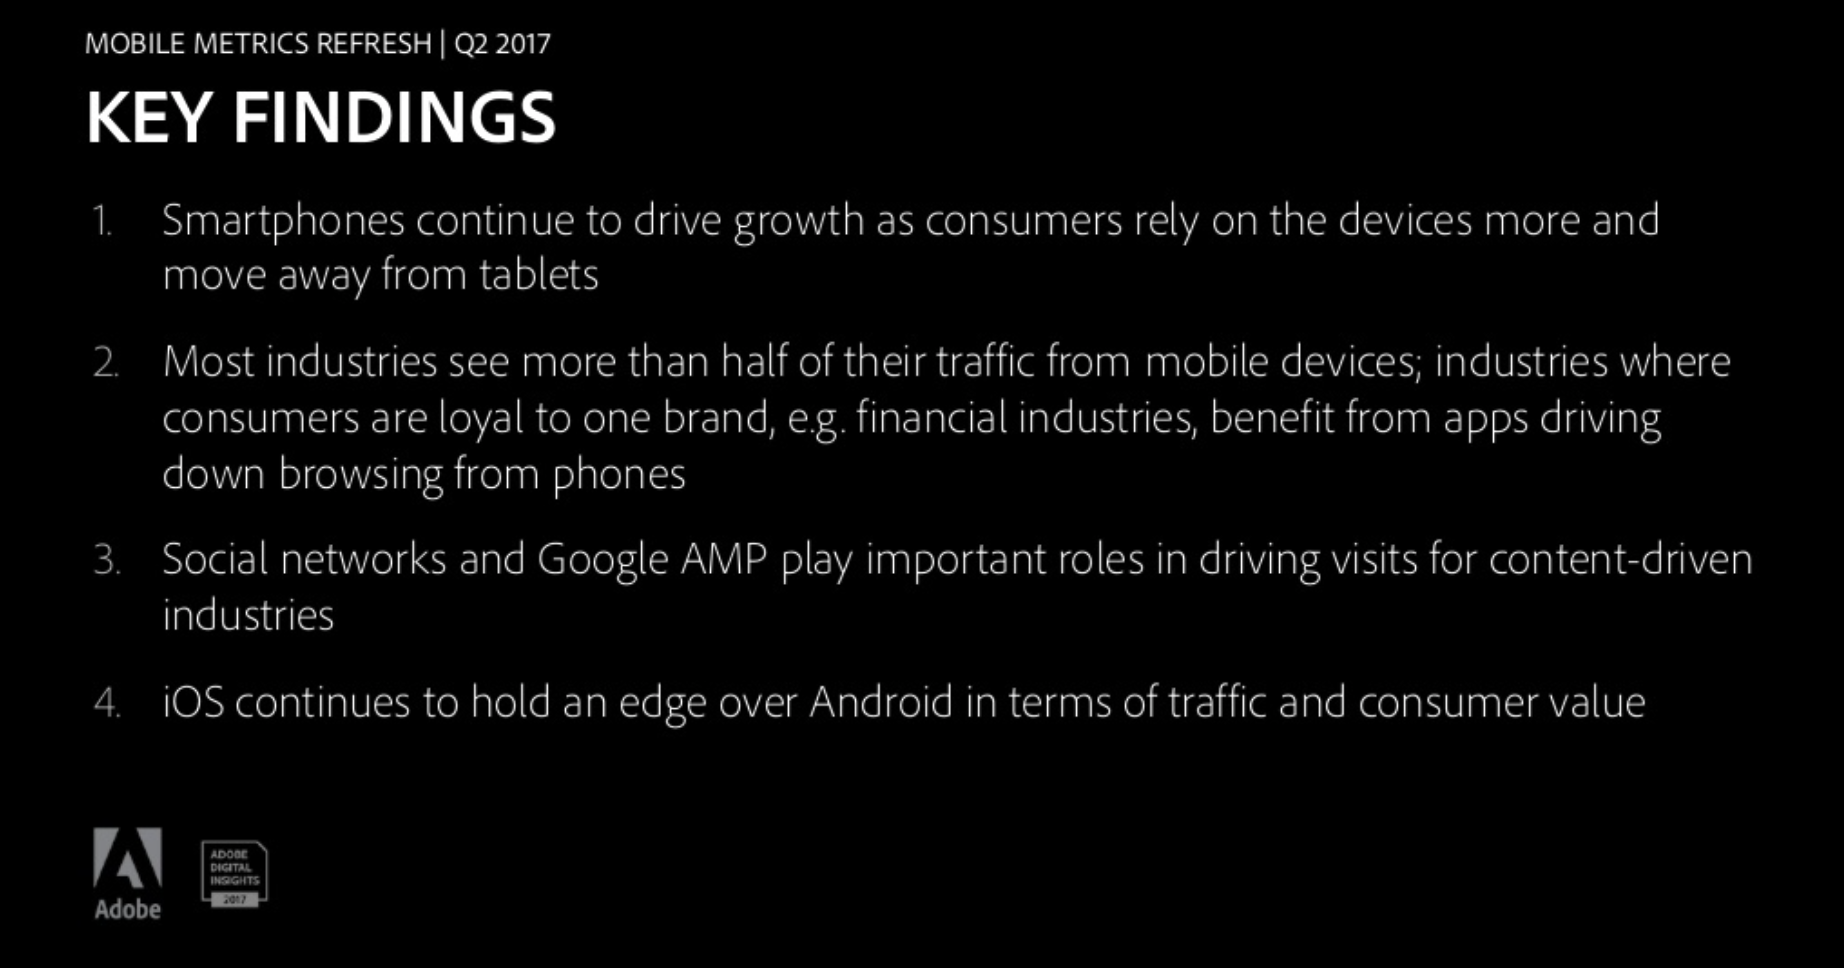 MOBILE METRICS REFRESH | Q2 2017
KEY FINDINGS
1. Smartphones continue to drive growth as consumers rely on the devices more and
move away from tablets
2. Most industries see more than half of their traffic from mobile devices; industries where
consumers are loyal to one brand, e.g. financial industries, benefit from apps driving
down browsing from phones
3. Social networks and Google AMP play important roles in driving visits for content-driven
industries
4. iOS continues to hold an edge over Android in terms of traffic and consumer value
Adobe
ADOBE
DIGITAL
INSIGHTS
2017